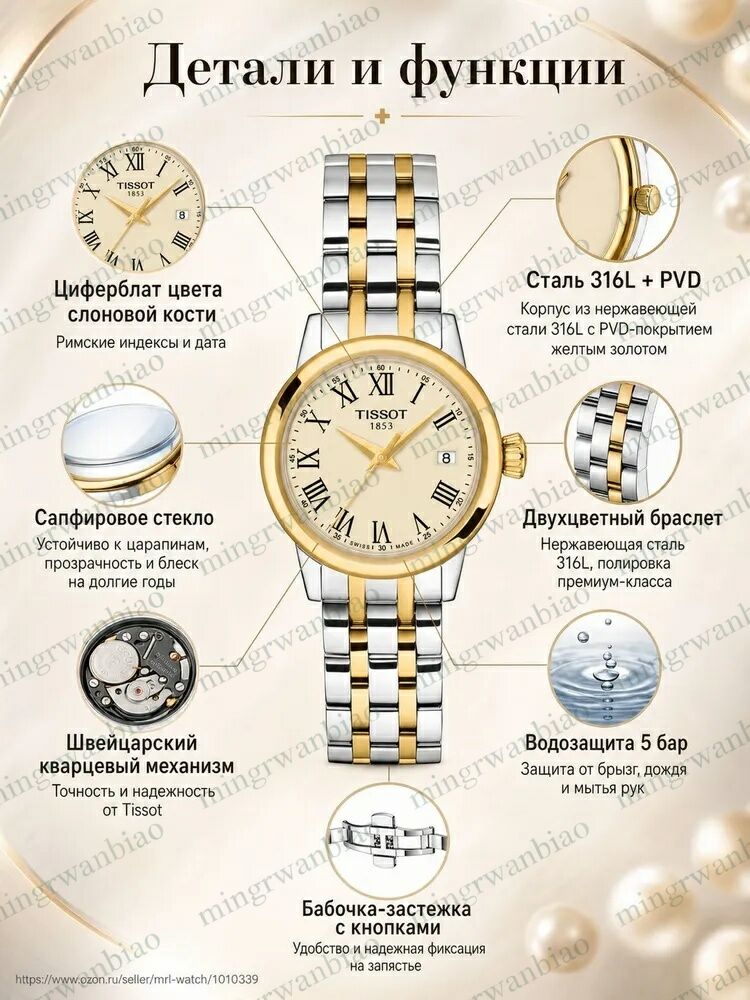 Детали и функции
XII
TISSOT
1853
8
Циферблат цвета
слоновой кости
Римские индексы и дата
Сталь 316L + PVD
Корпус из нержавеющей
стали 316L с PVD-покрытием
желтым золотом
TISSOT
1853
8
SWISS MADE
Сапфировое стекло
Устойчиво к царапинам,
прозрачность и блеск
на долгие годы
Двухцветный браслет
Нержавеющая сталь
316L, полировка
премиум-класса
Швейцарский
кварцевый механизм
Точность и надежность
от Tissot
Водозащита 5 бар
Защита от брызг, дождя
и мытья рук
Бабочка-застежка
с кнопками
Удобство и надежная фиксация
на запястье
https://www.ozon.ru/seller/mrl-watch/1010339
mingrwanbiao